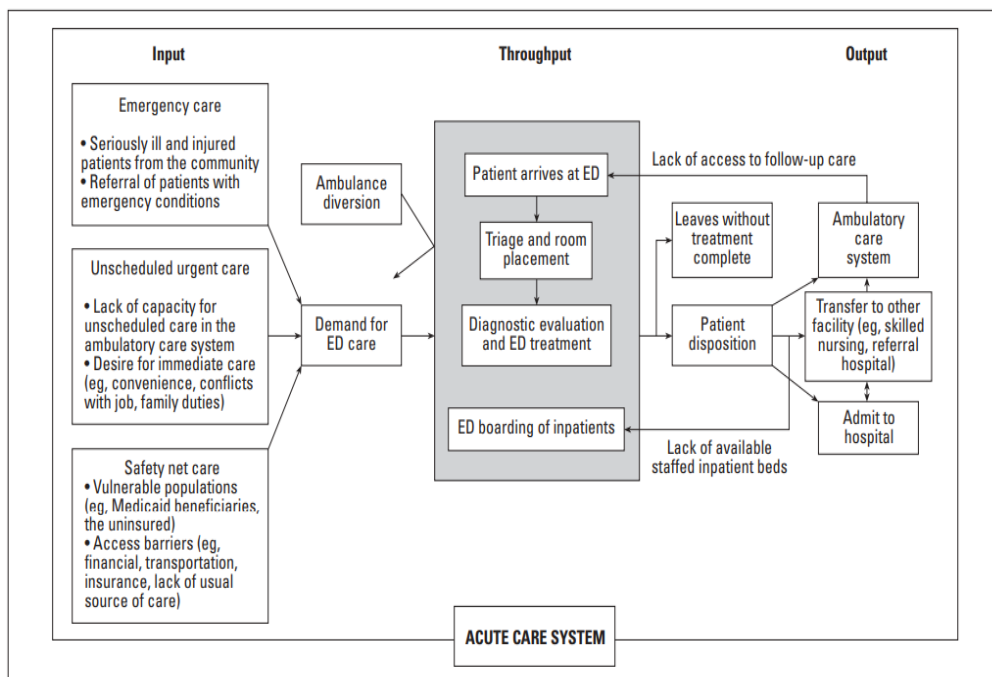 Input
Throughput
Output
Emergency care
• Seriously ill and injured
patients from the community
• Referral of patients with
emergency conditions
Unscheduled urgent care
• Lack of capacity for
unscheduled care in the
ambulatory care system
• Desire for immediate care
(eg, convenience, conflicts
with job, family duties)
Safety net care
• Vulnerable populations
(eg, Medicaid beneficiaries,
the uninsured)
• Access barriers (eg,
financial, transportation,
insurance, lack of usual
source of care)
Ambulance
diversion
Demand for
ED care
Patient arrives at ED
Triage and room
placement
Diagnostic evaluation
and ED treatment
ED boarding of inpatients
Lack of access to follow-up care
Leaves without
treatment
complete
Patient
disposition
Lack of available
staffed inpatient beds
Ambulatory
care
system
Transfer to other
facility (eg, skilled
nursing, referral
hospital)
Admit to
hospital
ACUTE CARE SYSTEM